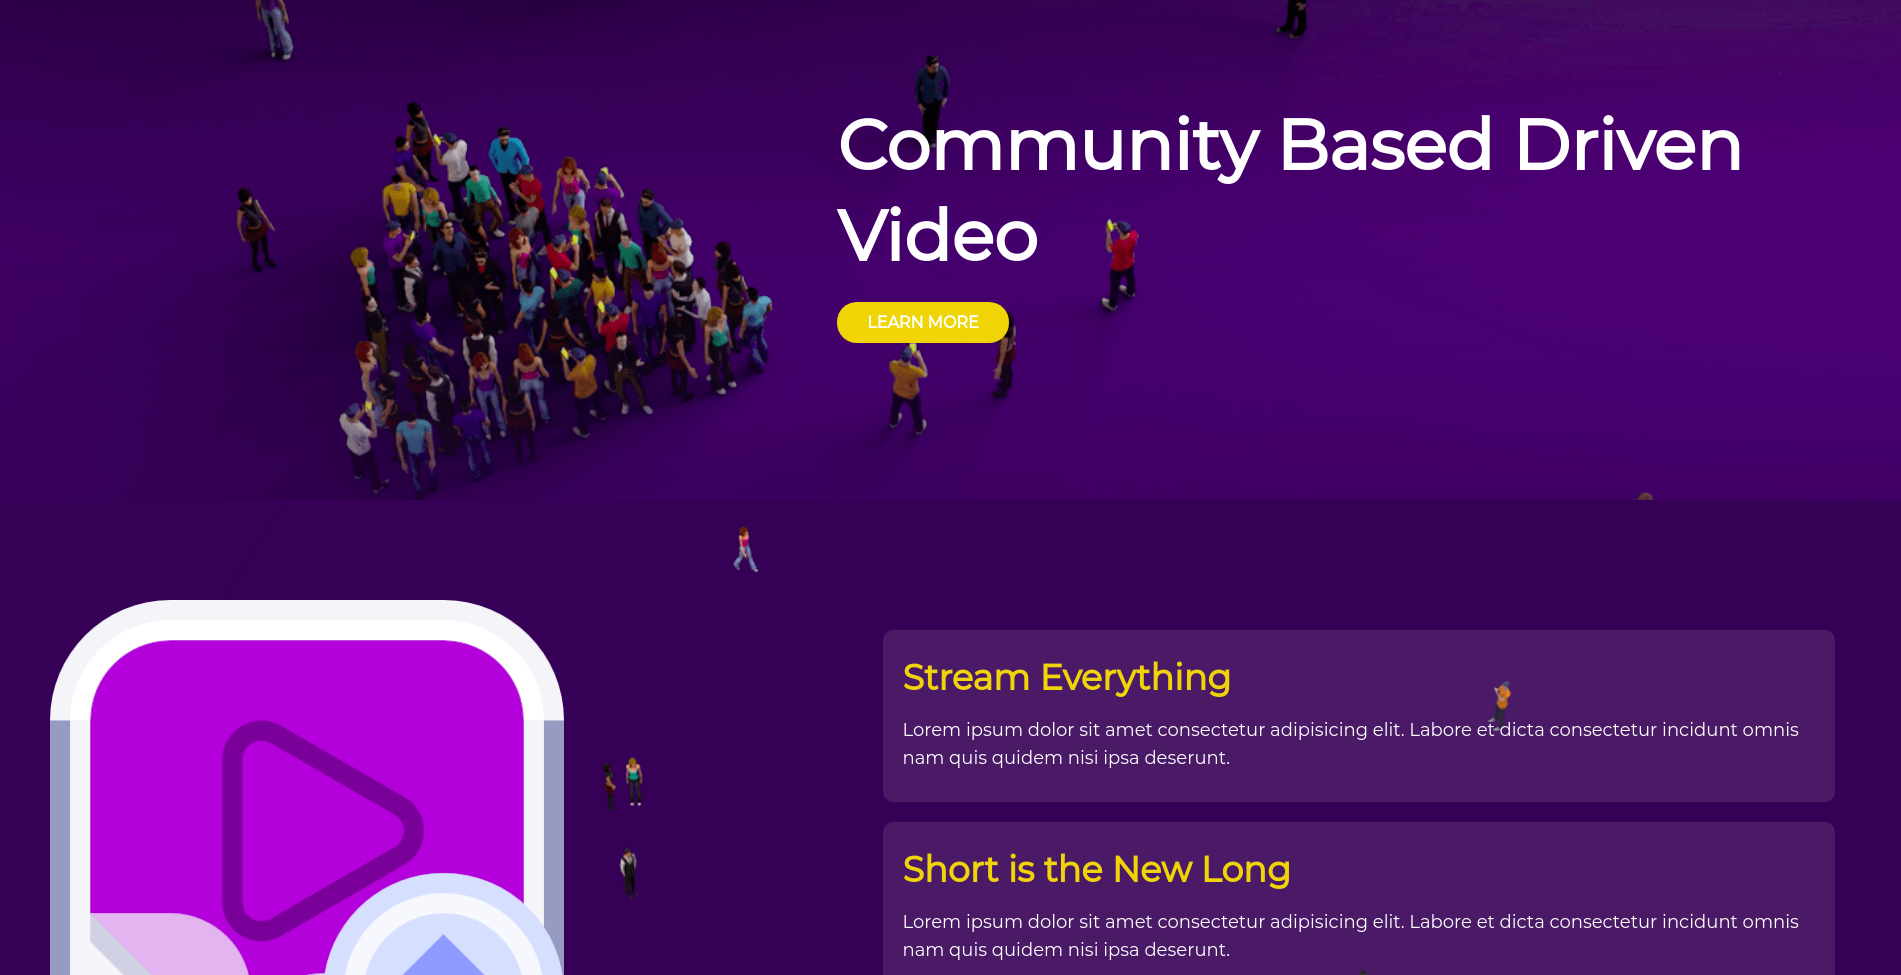 Community Based Driven
Video
LEARN MORE
Stream Everything
Lorem ipsum dolor sit amet consectetur adipisicing elit. Labore et dicta consectetur incidunt omnis
nam quis quidem nisi ipsa deserunt.
Short is the New Long
Lorem ipsum dolor sit amet consectetur adipisicing elit. Labore et dicta consectetur incidunt omnis
nam quis quidem nisi ipsa deserunt.